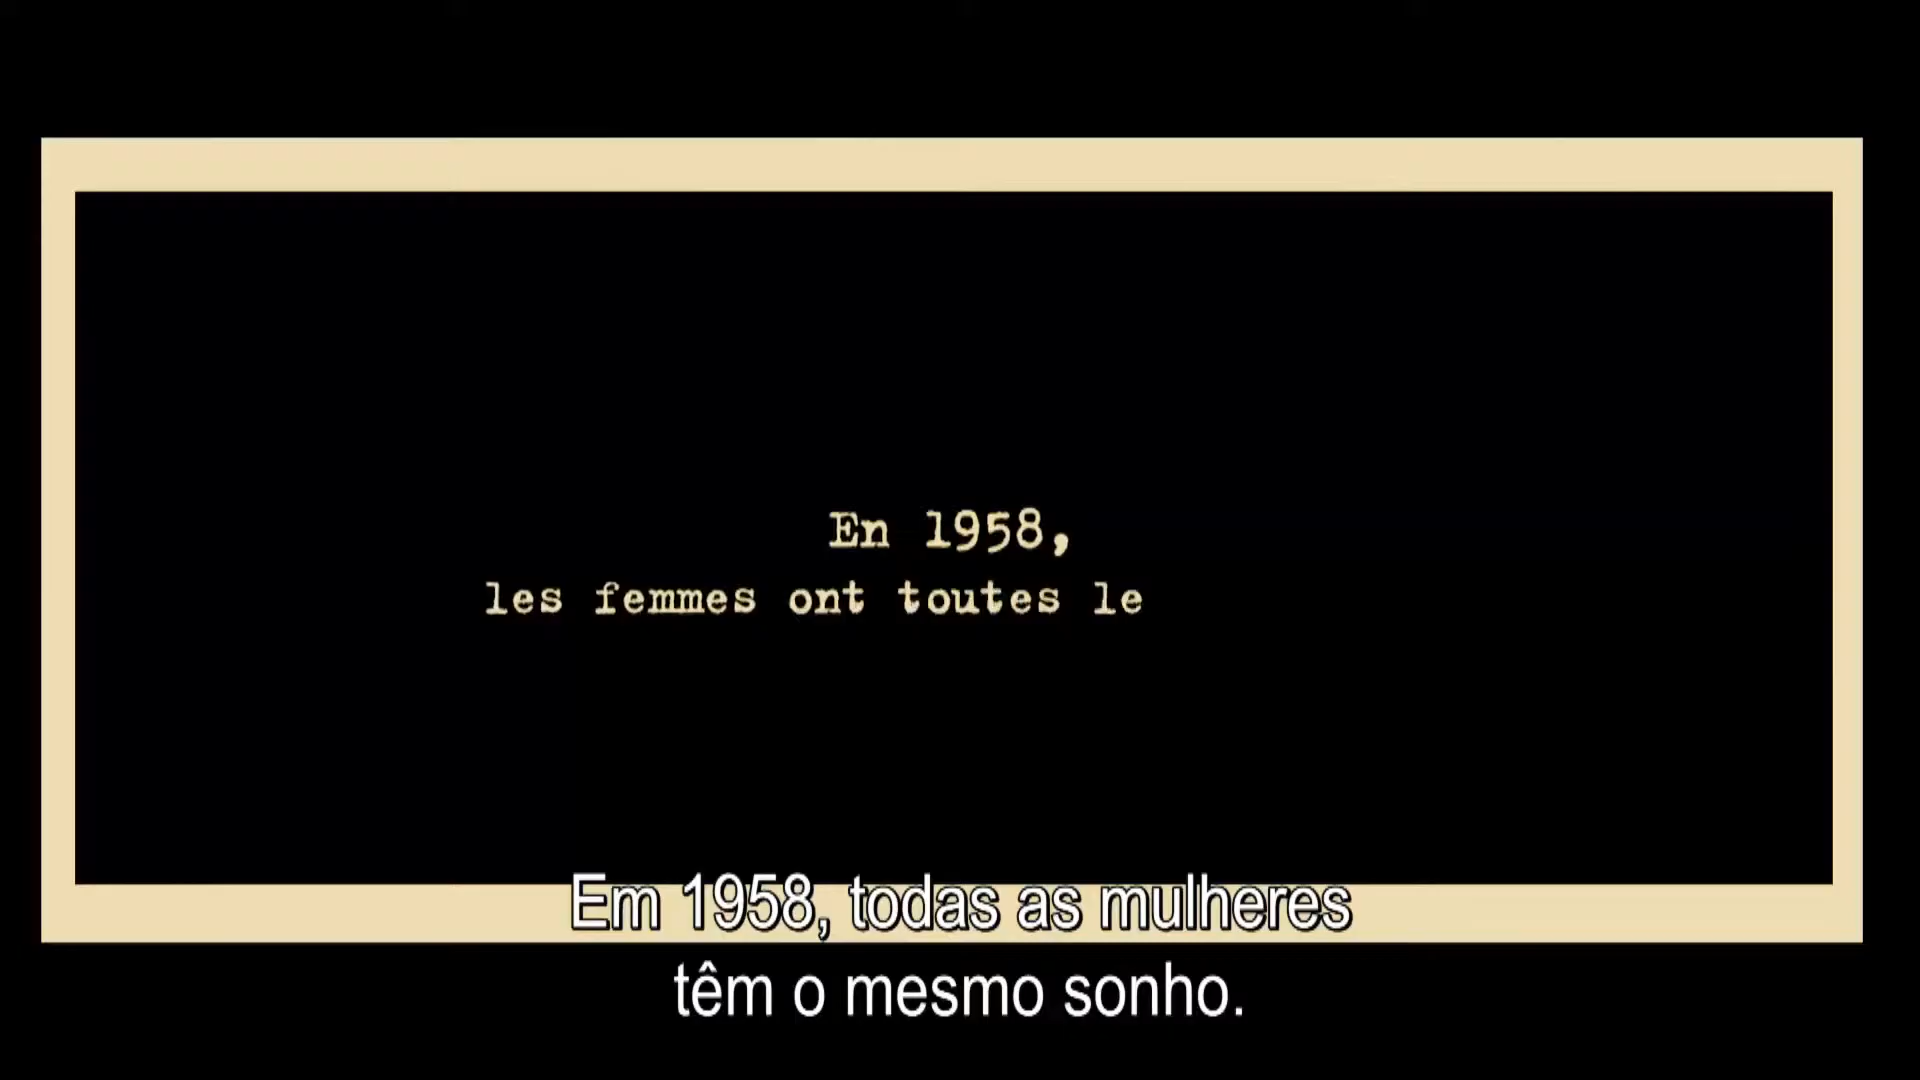 En 1958,
les femmes ont toutes le
Em 1958, todas as mulheres
têm o mesmo sonho.